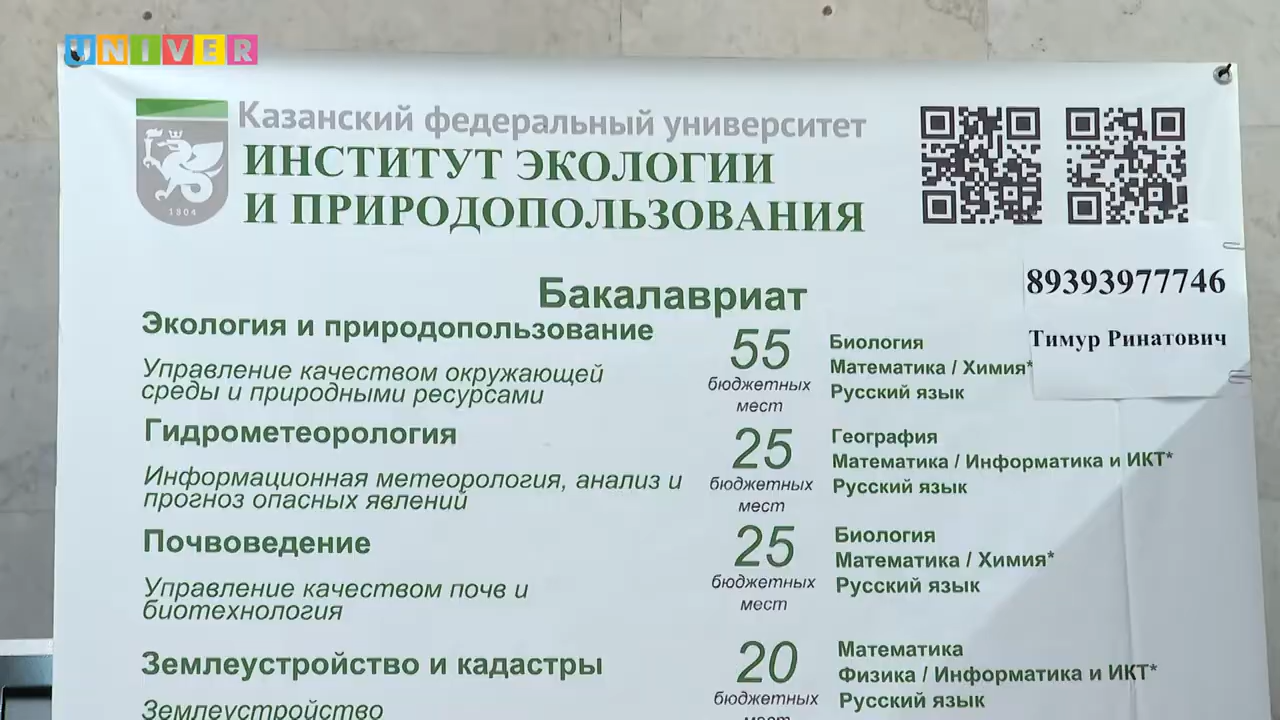 UNIVER
Казанский федеральный университет
ИНСТИТУТ ЭКОЛОГИИ
И ПРИРОДОПОЛЬЗОВАНИЯ
1804
89393977746
Тимур Ринатович
Бакалавриат
Экология и природопользование
Управление качеством окружающей
среды и природными ресурсами
55
бюджетных
мест
Биология
Математика / Химия*
Русский язык
Гидрометеорология
Информационная метеорология, анализ и
прогноз опасных явлений
25
бюджетных
мест
География
Математика / Информатика и ИКТ*
Русский язык
Почвоведение
Управление качеством почв и
биотехнология
25
бюджетных
мест
Биология
Математика / Химия*
Русский язык
Землеустройство и кадастры
Землеустройство
20
бюджетных
мест
Математика
Физика / Информатика и ИКТ*
Русский язык